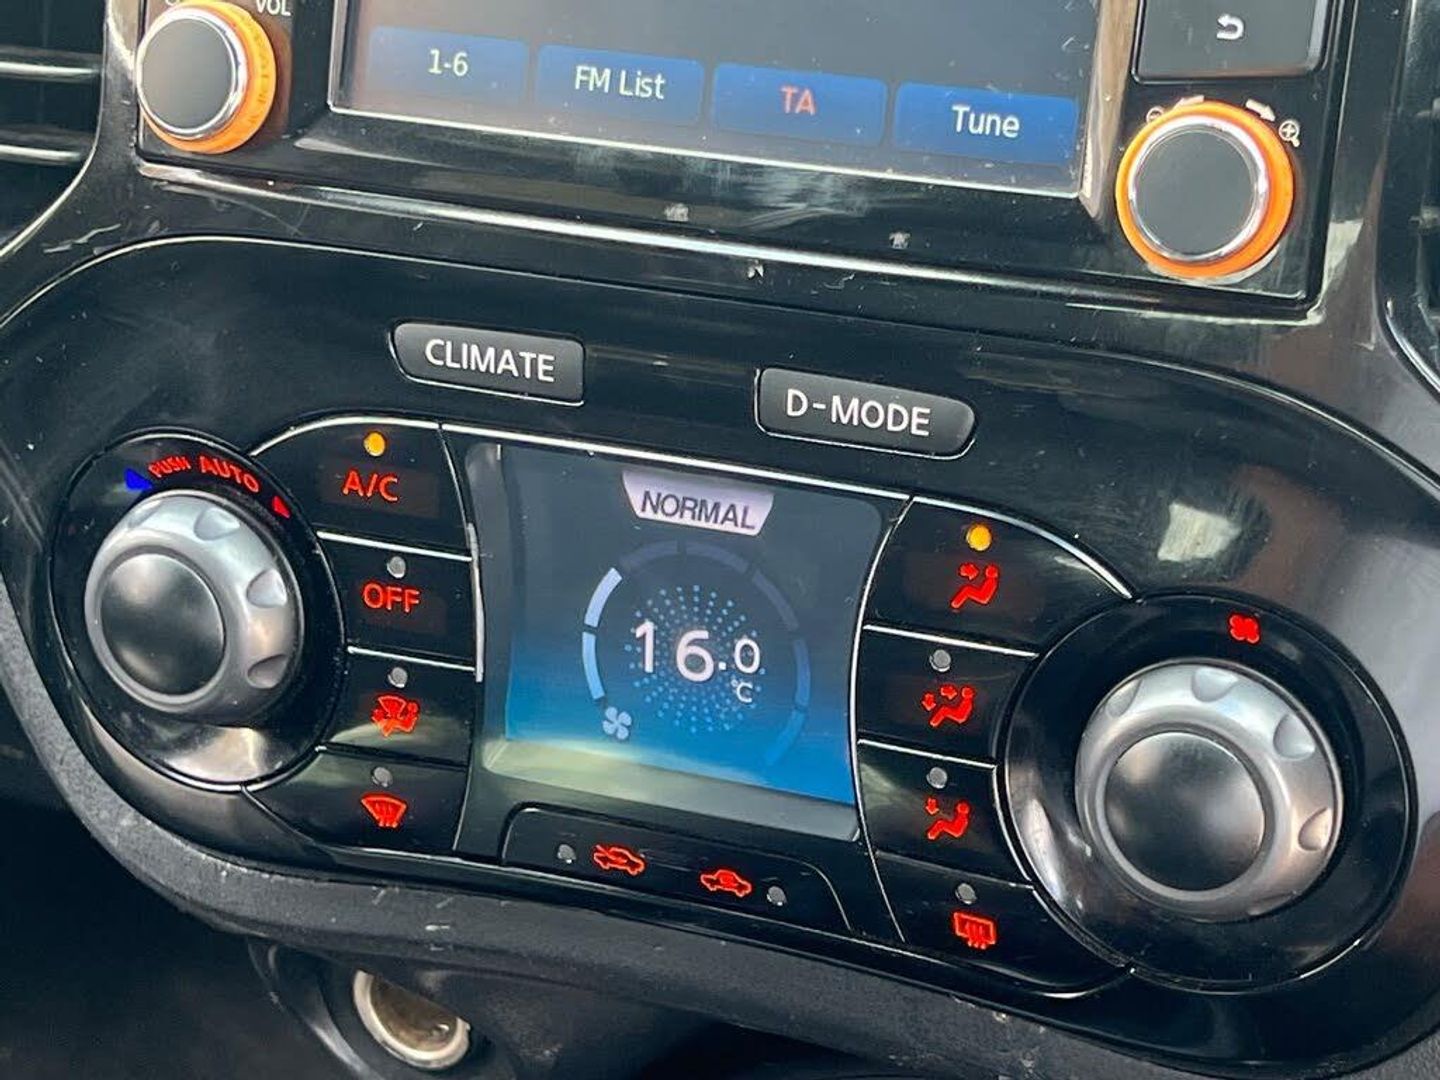 VOL
1-6
FM List
TA
Tune
CLIMATE
D-MODE
PUSH AUTO
A/C
OFF
NORMAL
16.0
°C